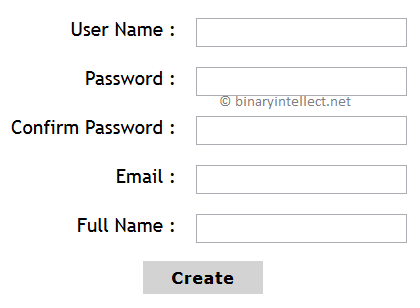 User Name :
Password :
© binaryintellect.net
Confirm Password :
Email :
Full Name :
Create